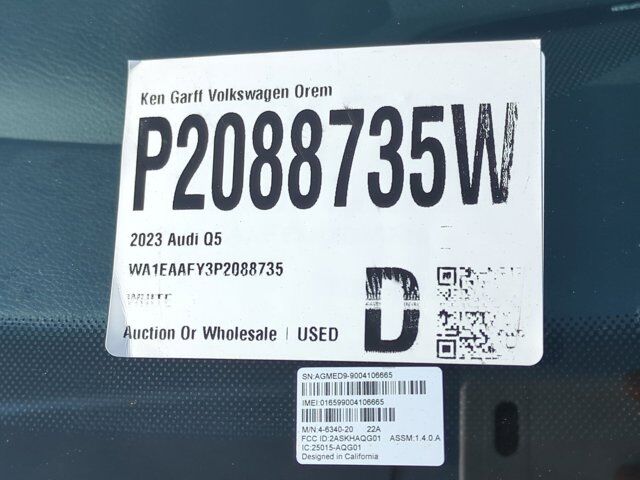 Ken Garff Volkswagen Orem
P2088735W
2023 Audi Q5
WA1EAAFY3P2088735
WHITE
Auction Or Wholesale | USED
D
SN:AGMED9-9004106665
IMEI:016599004106665
M/N:4-6340-20 22A
FCC ID:2ASKHAQG01 ASSM:1.4.0.A
IC:25015-AQG01
Designed in California